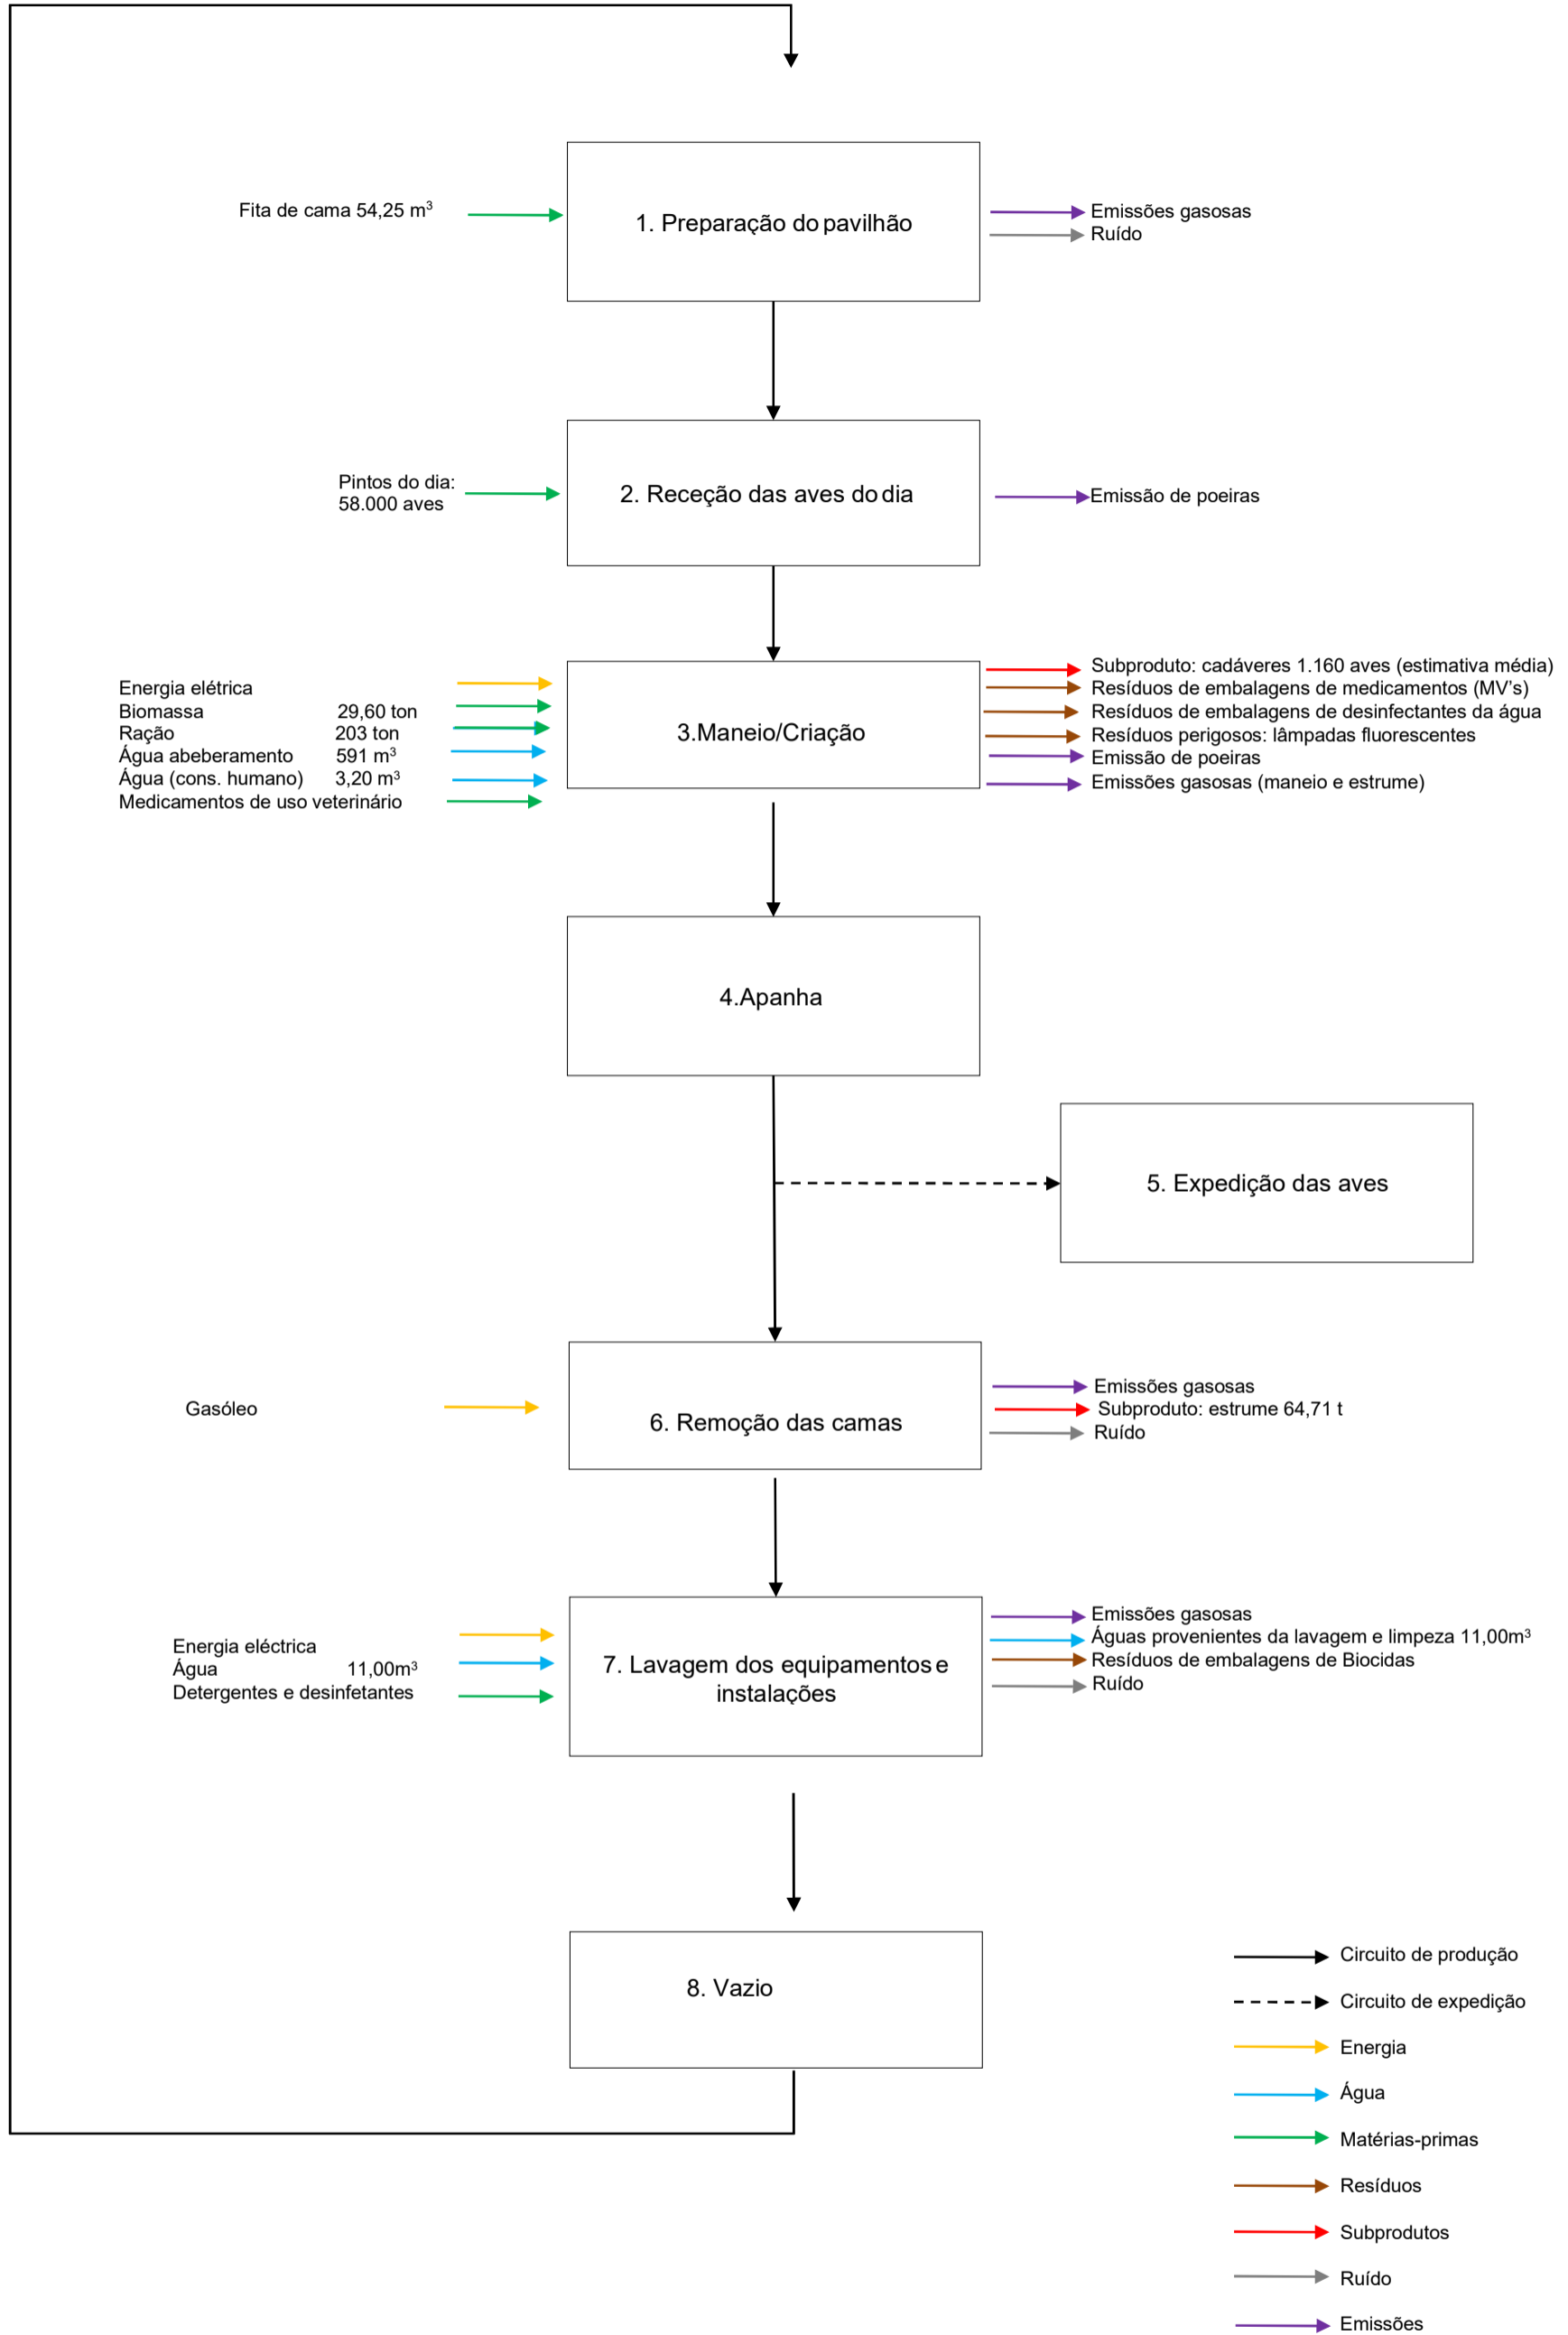 Fita de cama 54,25 m³
1. Preparação do pavilhão
Emissões gasosas
Ruído
Pintos do dia:
58.000 aves
2. Receção das aves do dia
Emissão de poeiras
Energia elétrica
Biomassa 29,60 ton
Ração 203 ton
Água abeberamento 591 m³
Água (cons. humano) 3,20 m³
Medicamentos de uso veterinário
3.Maneio/Criação
Subproduto: cadáveres 1.160 aves (estimativa média)
Resíduos de embalagens de medicamentos (MV's)
Resíduos de embalagens de desinfectantes da água
Resíduos perigosos: lâmpadas fluorescentes
Emissão de poeiras
Emissões gasosas (maneio e estrume)
4.Apanha
5. Expedição das aves
Gasóleo
6. Remoção das camas
Emissões gasosas
Subproduto: estrume 64,71 t
Ruído
Energia eléctrica
Água 11,00m³
Detergentes e desinfetantes
7. Lavagem dos equipamentos e
instalações
Emissões gasosas
Águas provenientes da lavagem e limpeza 11,00m³
Resíduos de embalagens de Biocidas
Ruído
8. Vazio
Circuito de produção
Circuito de expedição
Energia
Água
Matérias-primas
Resíduos
Subprodutos
Ruído
Emissões